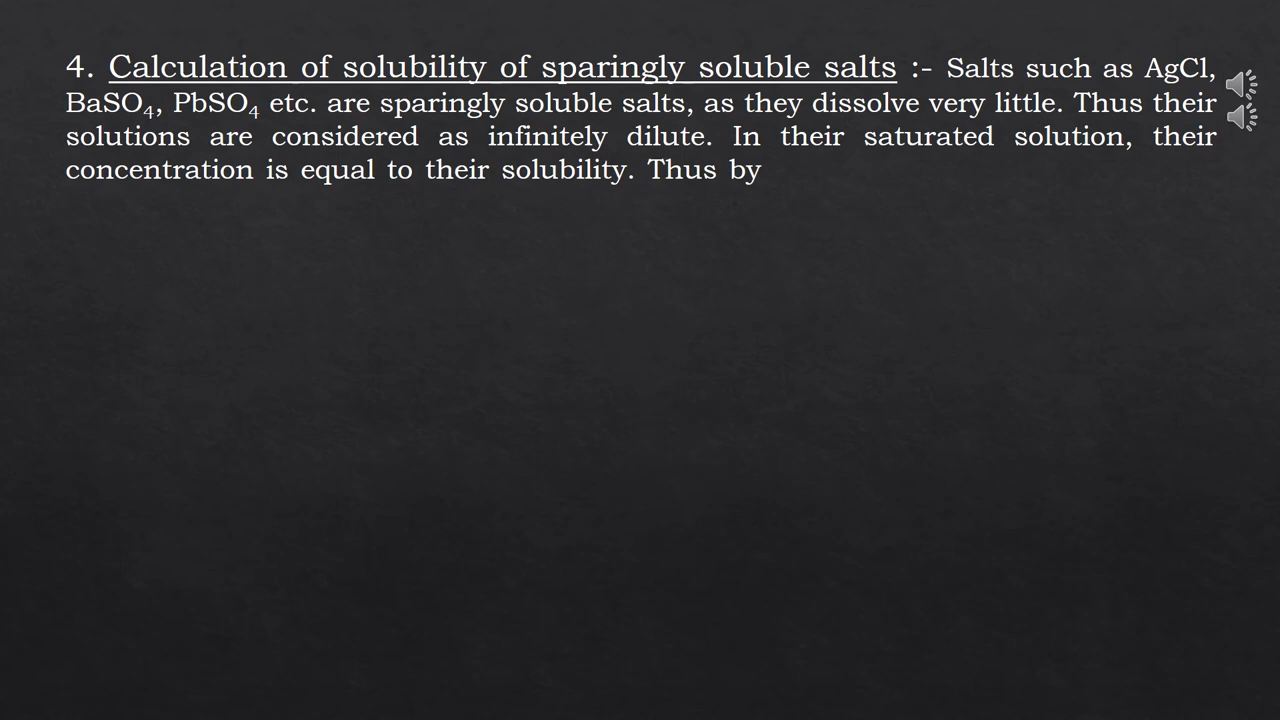 4. Calculation of solubility of sparingly soluble salts :- Salts such as AgCl,
BaSO₄, PbSO₄ etc. are sparingly soluble salts, as they dissolve very little. Thus their
solutions are considered as infinitely dilute. In their saturated solution, their
concentration is equal to their solubility. Thus by